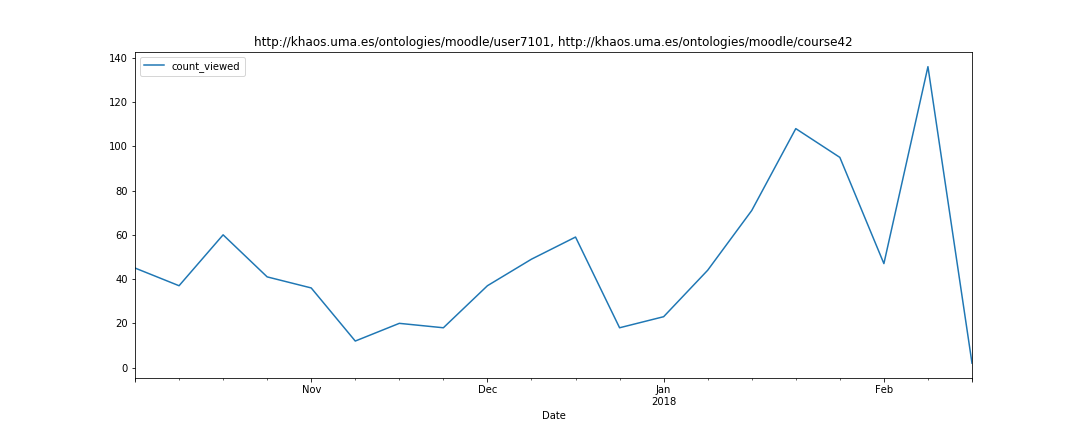 http://khaos.uma.es/ontologies/moodle/user7101, http://khaos.uma.es/ontologies/moodle/course42
count_viewed
140
120
100
80
60
40
20
0
Nov
Dec
Jan
2018
Feb
Date